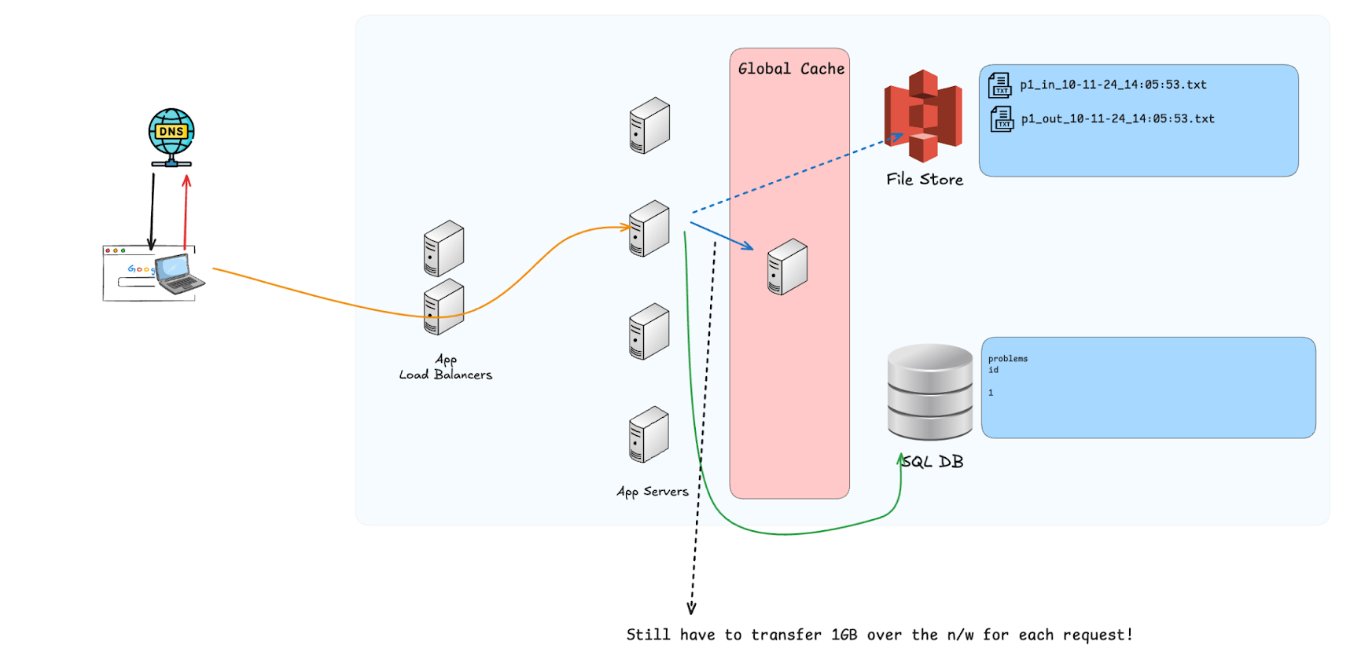 Global Cache
p1_in_10-11-24_14:05:53.txt
TXT
p1_out_10-11-24_14:05:53.txt
TXT
DNS
File Store
App
Load Balancers
problems
id
1
SQL DB
App Servers
Still have to transfer 1GB over the n/w for each request!